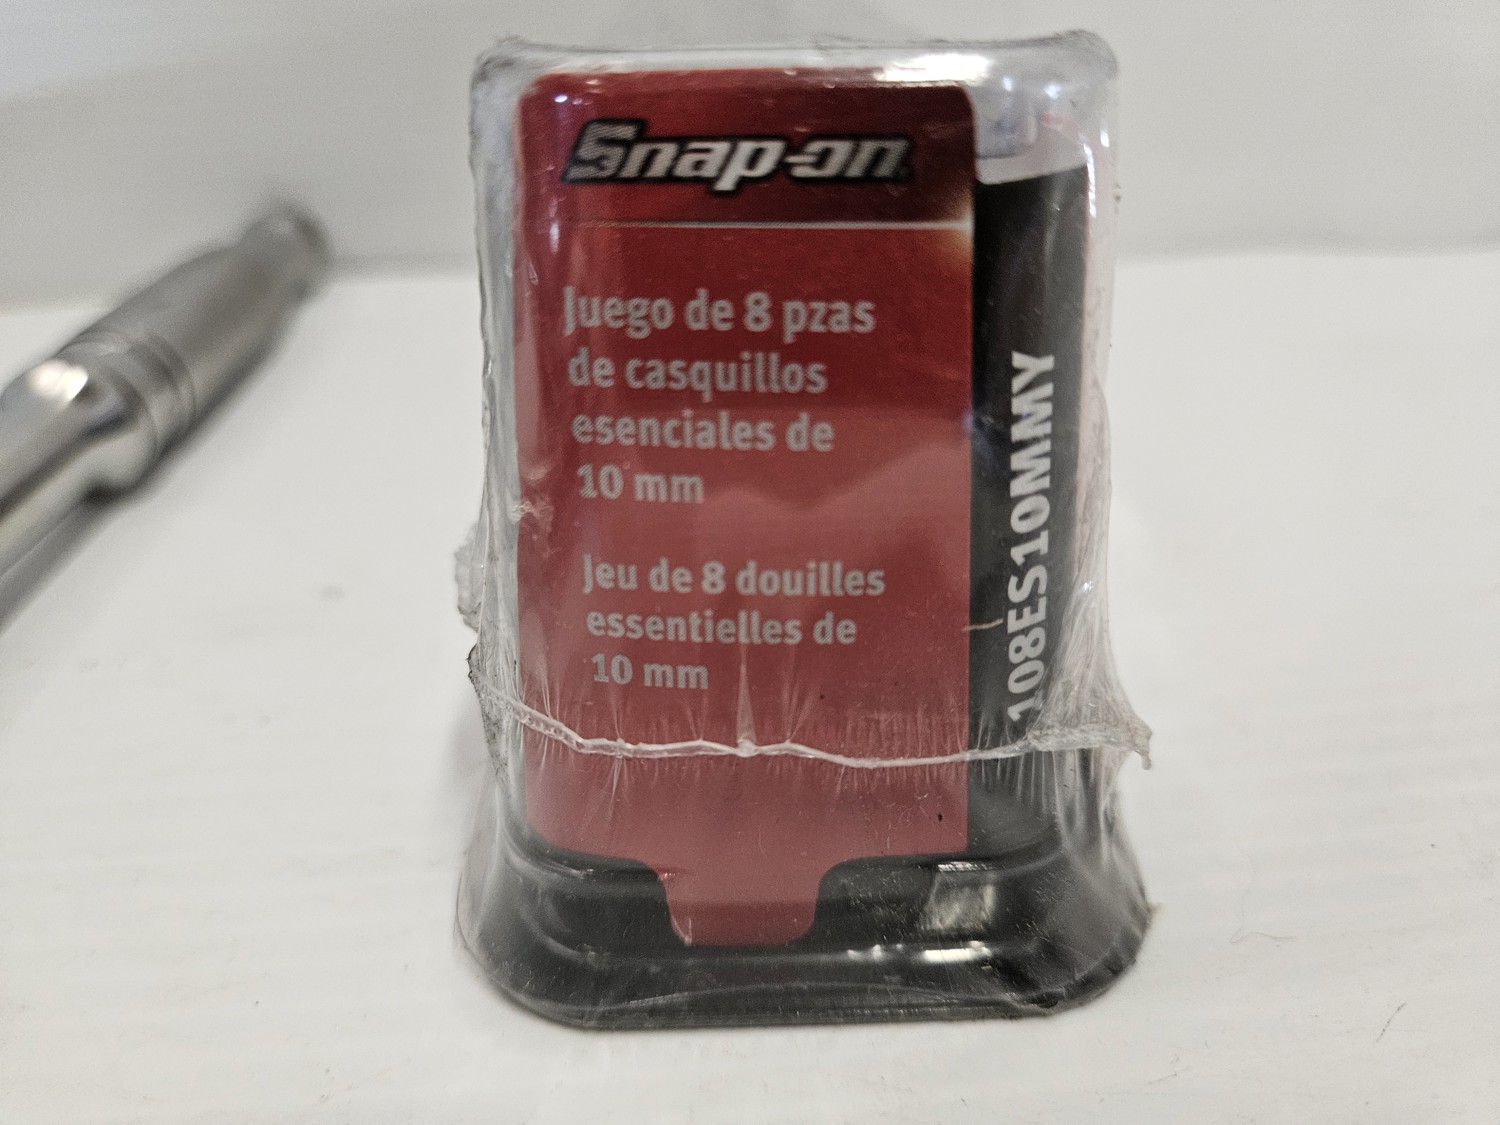 Snap-on
Juego de 8 pzas
de casquillos
esenciales de
10 mm
Jeu de 8 douilles
essentielles de
10 mm
108ES10MMY